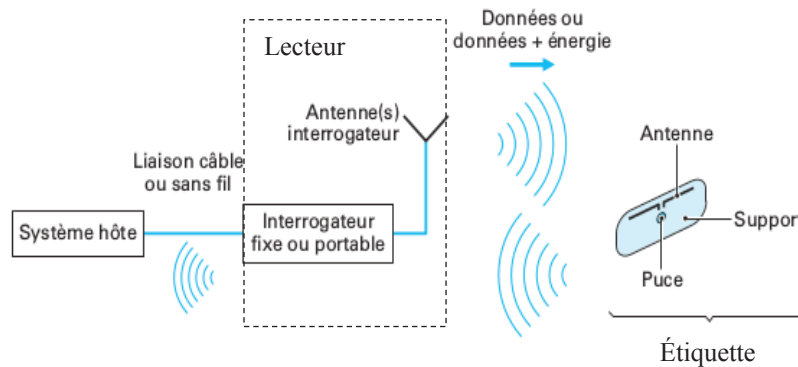 Données ou
données + énergie
Lecteur
Antenne(s)
interrogateur
Liaison câble
ou sans fil
Système hôte
Interrogateur
fixe ou portable
Antenne
Support
Puce
Étiquette